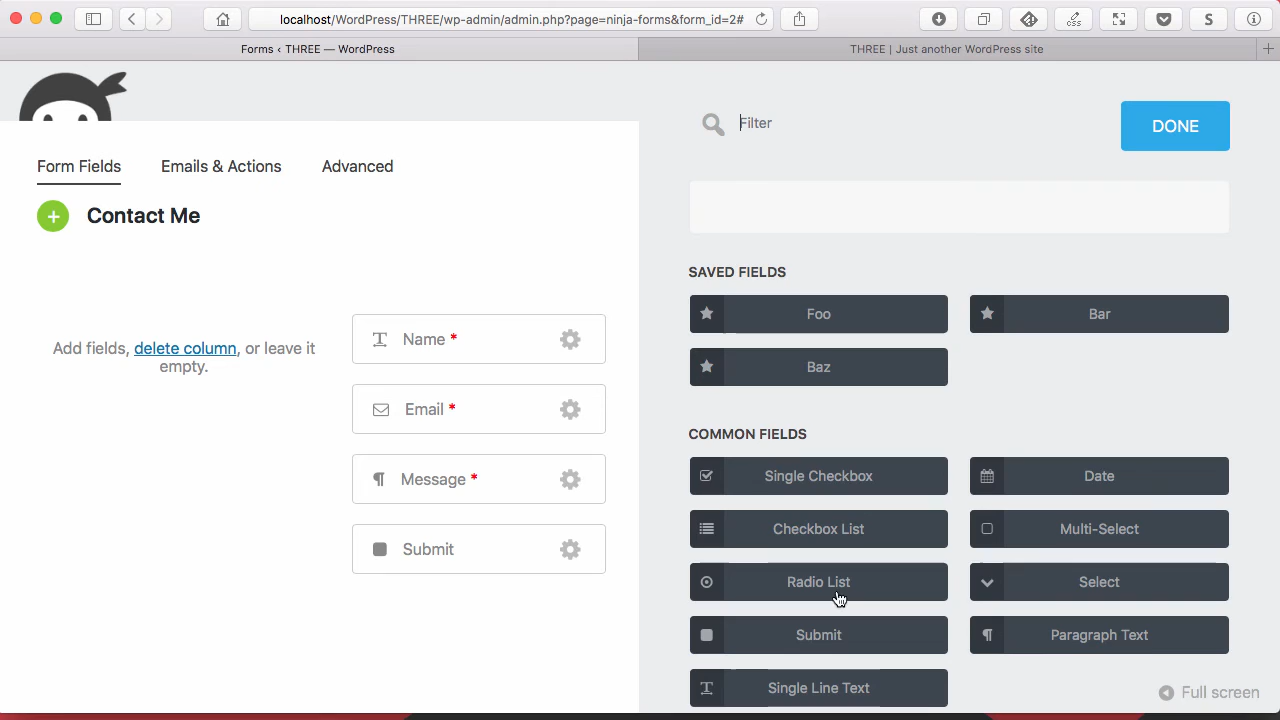 localhost/WordPress/THREE/wp-admin/admin.php?page=ninja-forms&form_id=2#
css
S
Forms ‹ THREE — WordPress
THREE | Just another WordPress site
Filter
DONE
Form Fields
Emails & Actions
Advanced
Contact Me
Add fields, delete column, or leave it
empty.
Name *
Email *
Message *
Submit
SAVED FIELDS
Foo
Bar
Baz
COMMON FIELDS
Single Checkbox
Date
Checkbox List
Multi-Select
Radio List
Select
Submit
Paragraph Text
Single Line Text
Full screen